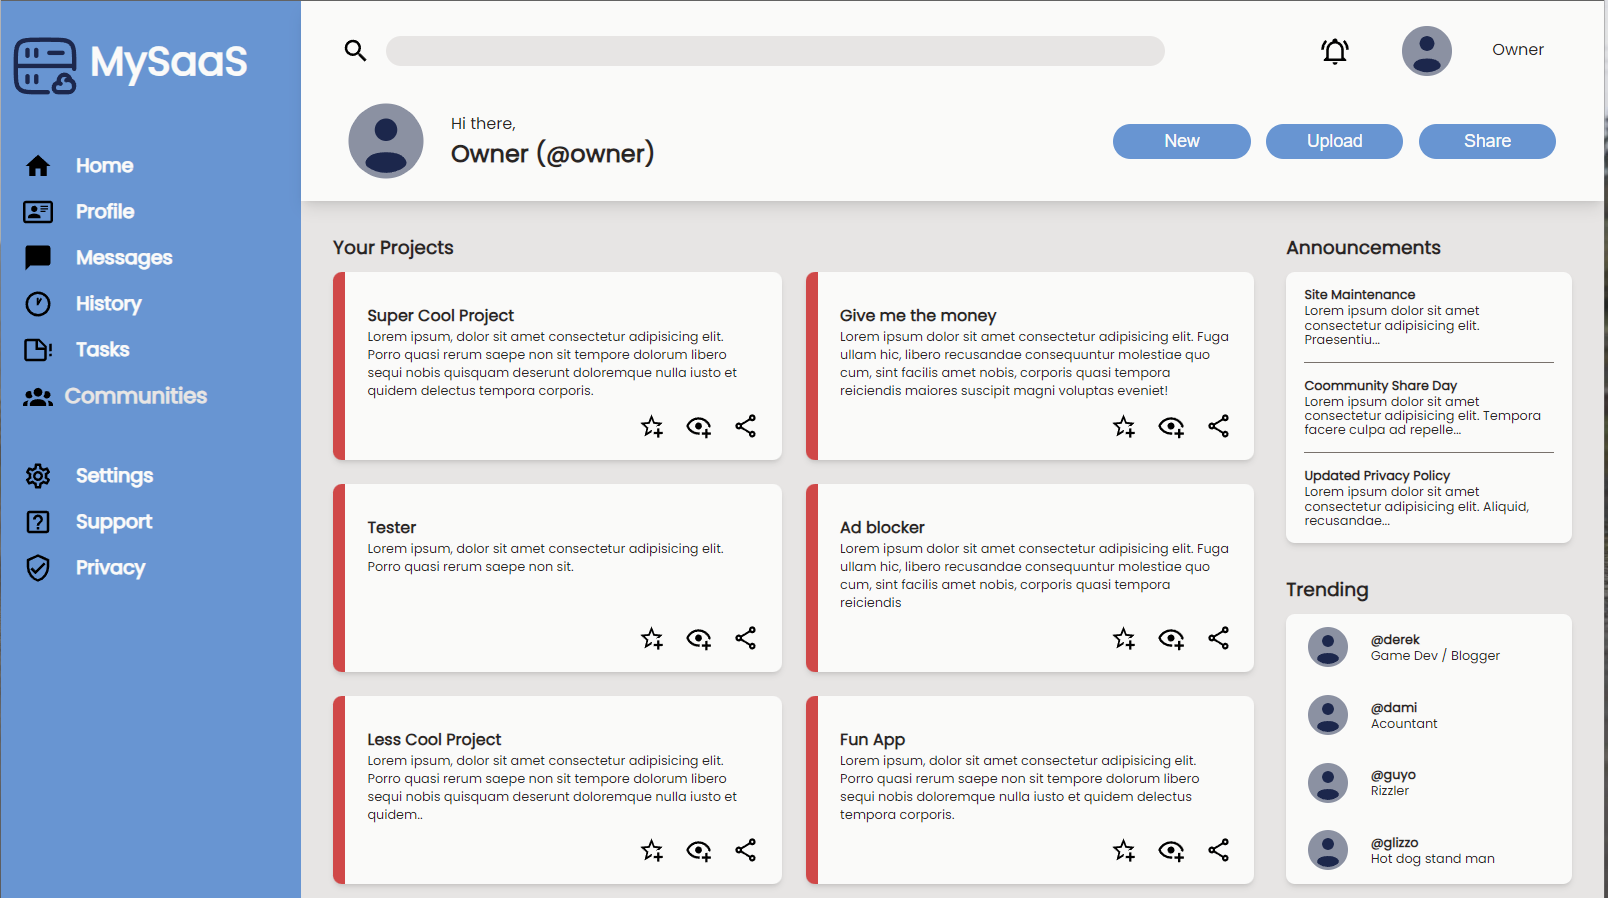 MySaaS
Home
Profile
Messages
History
Tasks
Communities
Settings
Support
Privacy
Owner
Hi there,
Owner (@owner)
New
Upload
Share
Your Projects
Super Cool Project
Lorem ipsum, dolor sit amet consectetur adipisicing elit.
Porro quasi rerum saepe non sit tempore dolorum libero
sequi nobis quisquam deserunt doloremque nulla iusto et
quidem delectus tempora corporis.
Give me the money
Lorem ipsum dolor sit amet consectetur adipisicing elit. Fuga
ullam hic, libero recusandae consequuntur molestiae quo
cum, sint facilis amet nobis, corporis quasi tempora
reiciendis maiores suscipit magni voluptas eveniet!
Tester
Lorem ipsum, dolor sit amet consectetur adipisicing elit.
Porro quasi rerum saepe non sit.
Ad blocker
Lorem ipsum dolor sit amet consectetur adipisicing elit. Fuga
ullam hic, libero recusandae consequuntur molestiae quo
cum, sint facilis amet nobis, corporis quasi tempora
reiciendis
Less Cool Project
Lorem ipsum, dolor sit amet consectetur adipisicing elit.
Porro quasi rerum saepe non sit tempore dolorum libero
sequi nobis quisquam deserunt doloremque nulla iusto et
quidem..
Fun App
Lorem ipsum, dolor sit amet consectetur adipisicing elit.
Porro quasi rerum saepe non sit tempore dolorum libero
sequi nobis doloremque nulla iusto et quidem delectus
tempora corporis.
Announcements
Site Maintenance
Lorem ipsum dolor sit amet
consectetur adipisicing elit.
Praesentiu...
Coommunity Share Day
Lorem ipsum dolor sit amet
consectetur adipisicing elit. Tempora
facere culpa ad repelle...
Updated Privacy Policy
Lorem ipsum dolor sit amet
consectetur adipisicing elit. Aliquid,
recusandae...
Trending
@derek
Game Dev / Blogger
@dami
Acountant
@guyo
Rizzler
@glizzo
Hot dog stand man